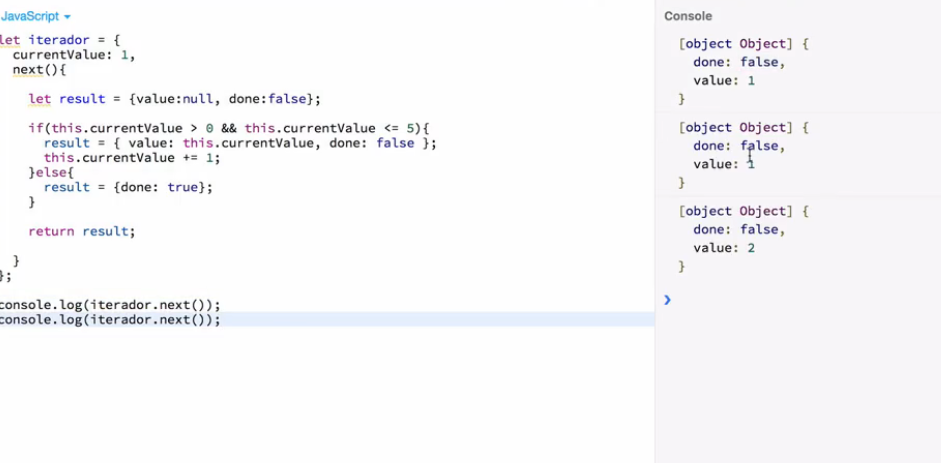 JavaScript
let iterador = {
currentValue: 1,
next(){
let result = {value:null, done:false};
if(this.currentValue > 0 && this.currentValue <= 5){
result = { value: this.currentValue, done: false };
this.currentValue += 1;
}else{
result = {done: true};
}
return result;
}
};
console.log(iterador.next());
console.log(iterador.next());
Console
[object Object] {
done: false,
value: 1
}
[object Object] {
done: false,
value: 1
}
[object Object] {
done: false,
value: 2
}